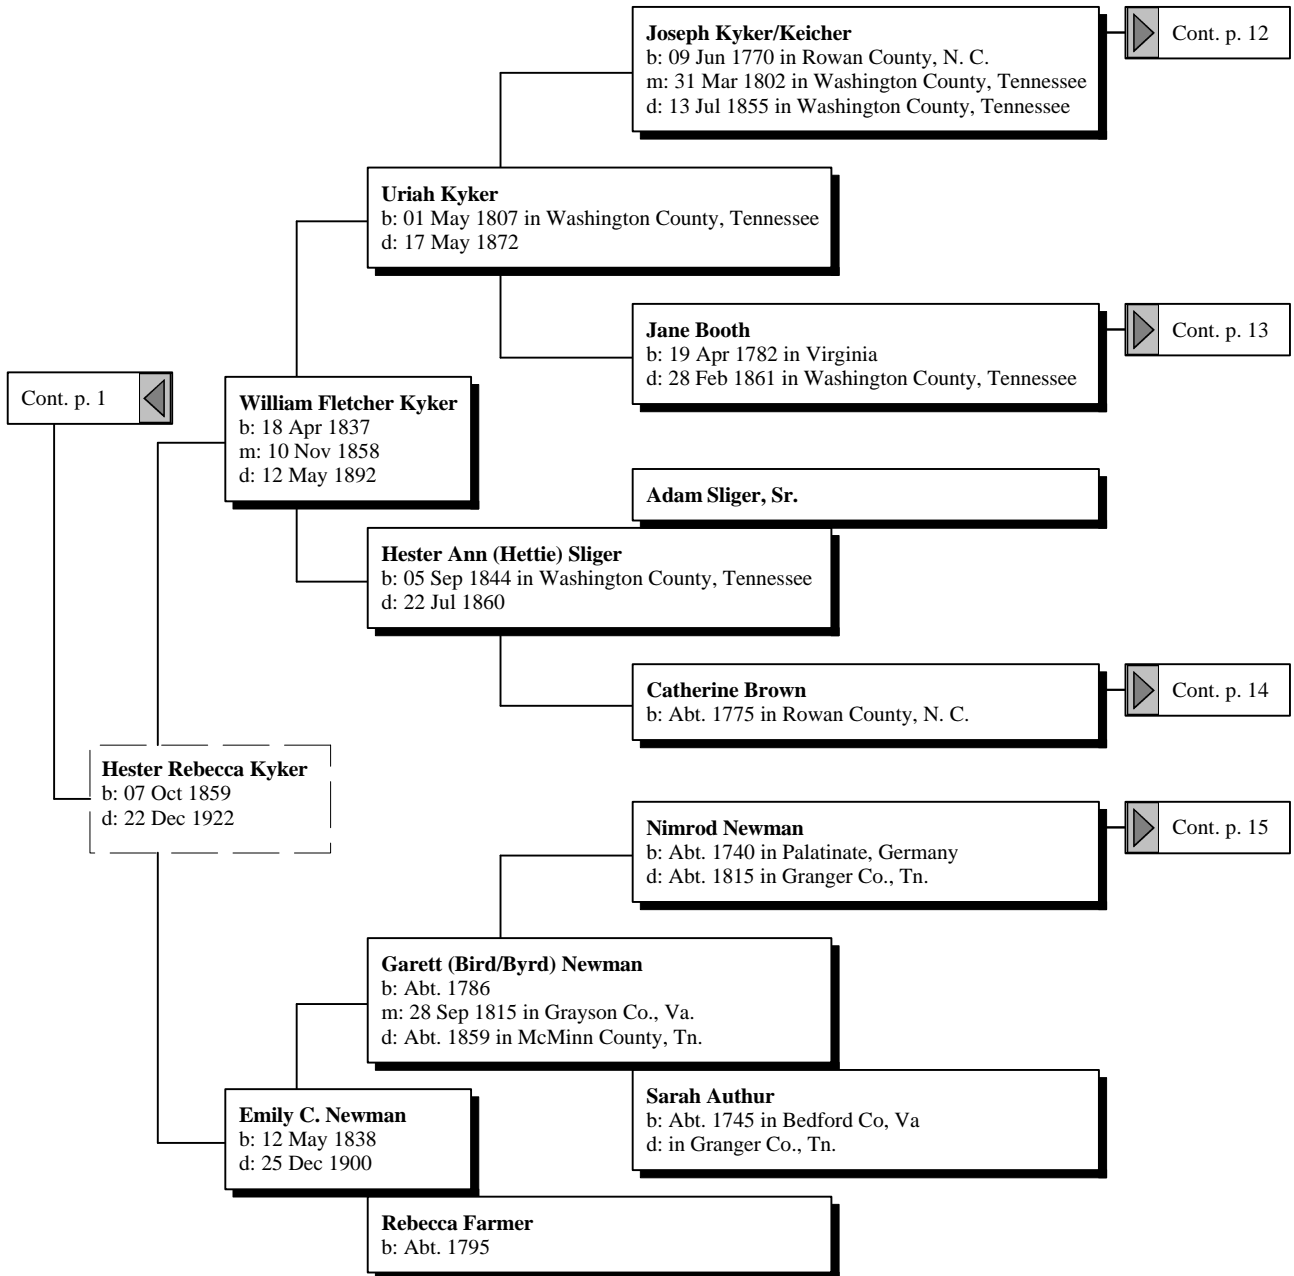 Joseph Kyker/Keicher
b: 09 Jun 1770 in Rowan County, N. C.
m: 31 Mar 1802 in Washington County, Tennessee
d: 13 Jul 1855 in Washington County, Tennessee
Cont. p. 12
Uriah Kyker
b: 01 May 1807 in Washington County, Tennessee
d: 17 May 1872
Jane Booth
b: 19 Apr 1782 in Virginia
d: 28 Feb 1861 in Washington County, Tennessee
Cont. p. 13
Cont. p. 1
William Fletcher Kyker
b: 18 Apr 1837
m: 10 Nov 1858
d: 12 May 1892
Adam Sliger, Sr.
Hester Ann (Hettie) Sliger
b: 05 Sep 1844 in Washington County, Tennessee
d: 22 Jul 1860
Catherine Brown
b: Abt. 1775 in Rowan County, N. C.
Cont. p. 14
Hester Rebecca Kyker
b: 07 Oct 1859
d: 22 Dec 1922
Nimrod Newman
b: Abt. 1740 in Palatinate, Germany
d: Abt. 1815 in Granger Co., Tn.
Cont. p. 15
Garett (Bird/Byrd) Newman
b: Abt. 1786
m: 28 Sep 1815 in Grayson Co., Va.
d: Abt. 1859 in McMinn County, Tn.
Sarah Authur
b: Abt. 1745 in Bedford Co, Va
d: in Granger Co., Tn.
Emily C. Newman
b: 12 May 1838
d: 25 Dec 1900
Rebecca Farmer
b: Abt. 1795